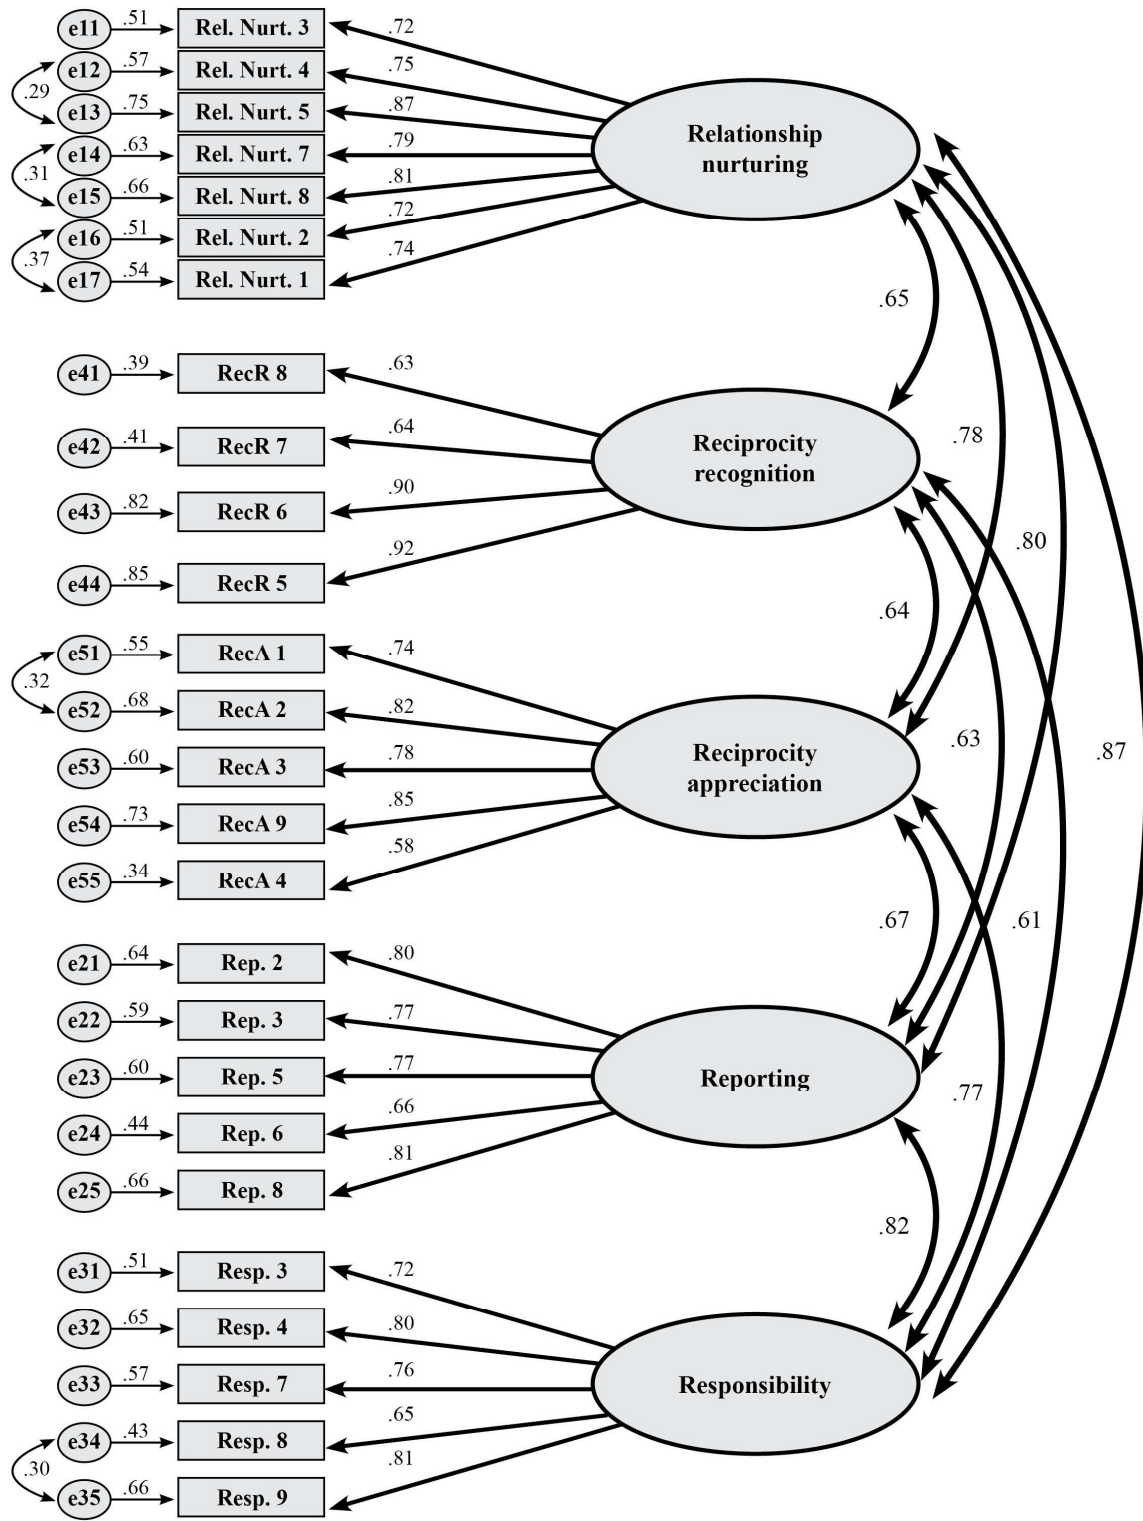 e11 .51 Rel. Nurt. 3 .72
e12 .57 Rel. Nurt. 4 .75
.29
e13 .75 Rel. Nurt. 5 .87
Relationship
nurturing
e14 .63 Rel. Nurt. 7 .79
.31
e15 .66 Rel. Nurt. 8 .81
e16 .51 Rel. Nurt. 2 .72
.37
e17 .54 Rel. Nurt. 1 .74
.65
e41 .39 RecR 8 .63
e42 .41 RecR 7 .64
Reciprocity
recognition
.78
e43 .82 RecR 6 .90
.80
e44 .85 RecR 5 .92
.64
e51 .55 RecA 1 .74
.32
e52 .68 RecA 2 .82
.63
.87
e53 .60 RecA 3 .78
Reciprocity
appreciation
e54 .73 RecA 9 .85
e55 .34 RecA 4 .58
.67
.61
e21 .64 Rep. 2 .80
e22 .59 Rep. 3 .77
e23 .60 Rep. 5 .77
Reporting
.77
e24 .44 Rep. 6 .66
e25 .66 Rep. 8 .81
.82
e31 .51 Resp. 3 .72
e32 .65 Resp. 4 .80
e33 .57 Resp. 7 .76
Responsibility
e34 .43 Resp. 8 .65
.30
e35 .66 Resp. 9 .81